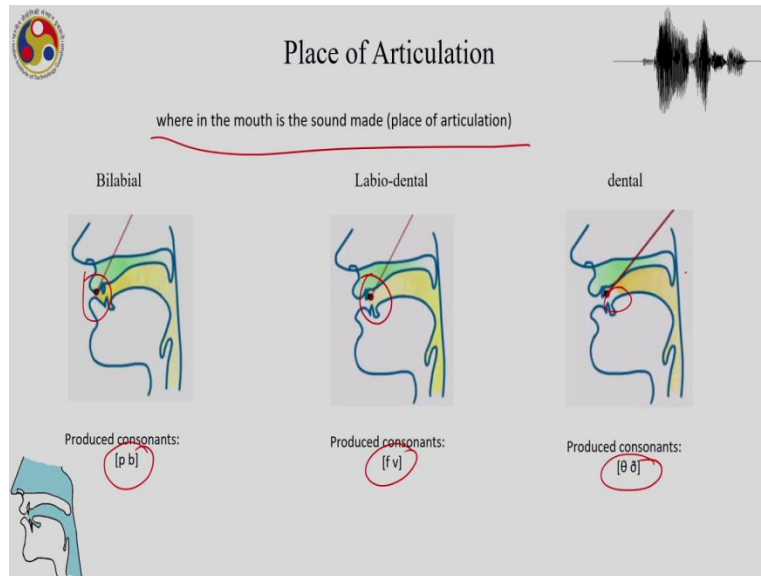 Place of Articulation
where in the mouth is the sound made (place of articulation)
Bilabial
Labio-dental
dental
Produced consonants:
[p b]
Produced consonants:
[f v]
Produced consonants:
[θ ð]